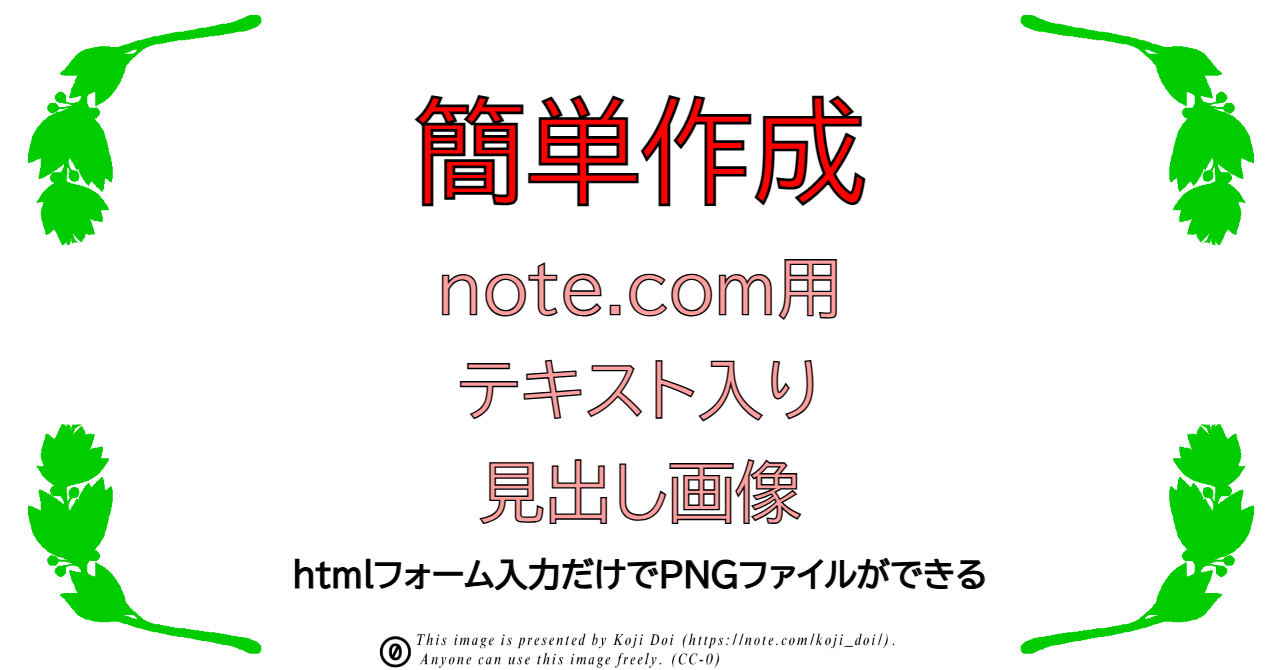 簡単作成
note.com用
テキスト入り
見出し画像
htmlフォーム入力だけでPNGファイルができる
This image is presented by Koji Doi (https://note.com/koji_doi/).
Anyone can use this image freely. (CC-0)